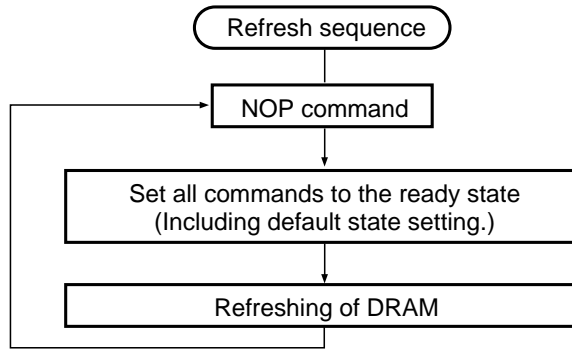 Refresh sequence
NOP command
Set all commands to the ready state
(Including default state setting.)
Refreshing of DRAM